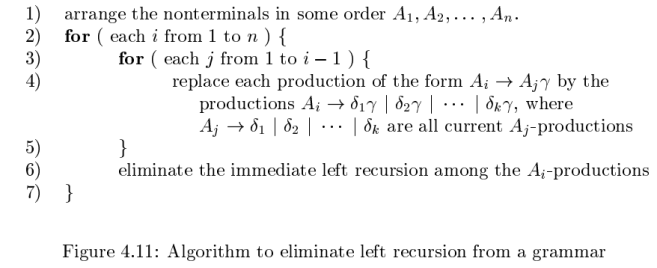 1) arrange the nonterminals in some order A₁, A₂, … , Aₙ.
2) for ( each i from 1 to n ) {
3) for ( each j from 1 to i − 1 ) {
4) replace each production of the form Aᵢ → Aⱼγ by the
productions Aᵢ → δ₁γ | δ₂γ | ⋯ | δₖγ, where
Aⱼ → δ₁ | δ₂ | ⋯ | δₖ are all current Aⱼ-productions
5) }
6) eliminate the immediate left recursion among the Aᵢ-productions
7) }
Figure 4.11: Algorithm to eliminate left recursion from a grammar